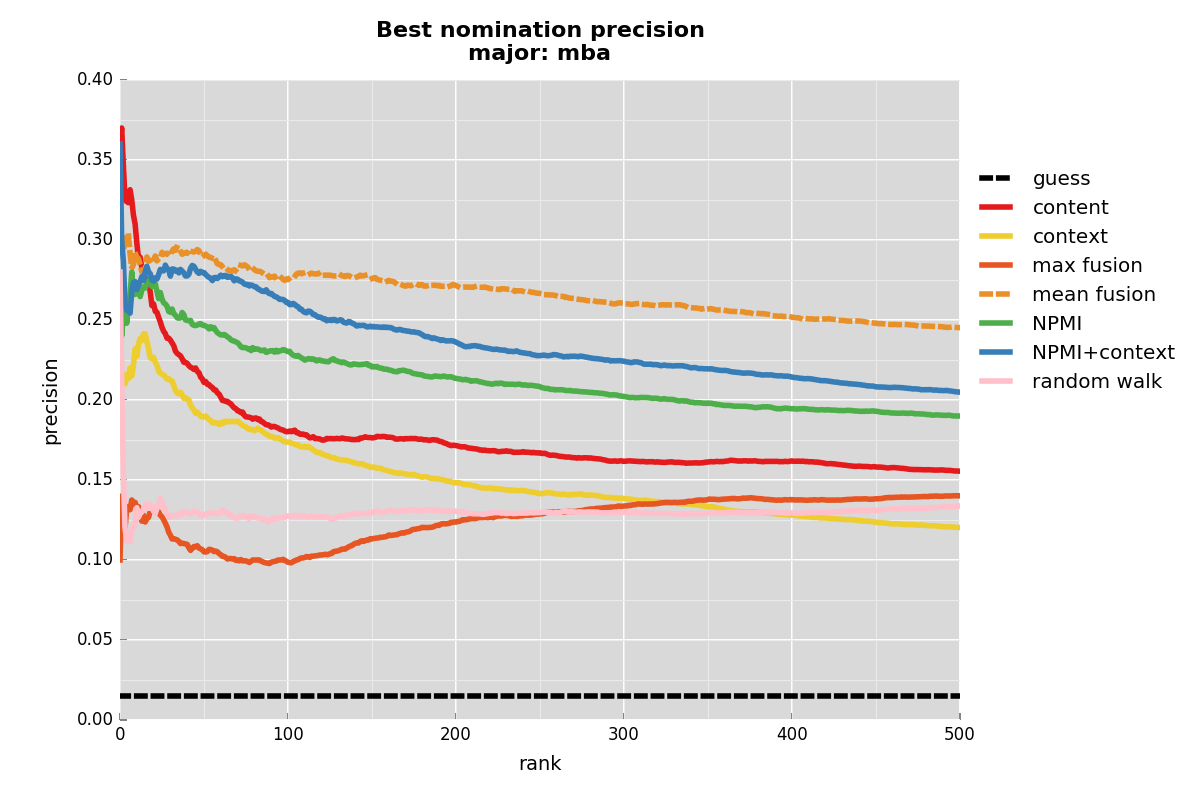 Best nomination precision
major: mba
0.40
0.35
0.30
0.25
0.20
0.15
0.10
0.05
0.00
precision
0 100 200 300 400 500
rank
guess
content
context
max fusion
mean fusion
NPMI
NPMI+context
random walk